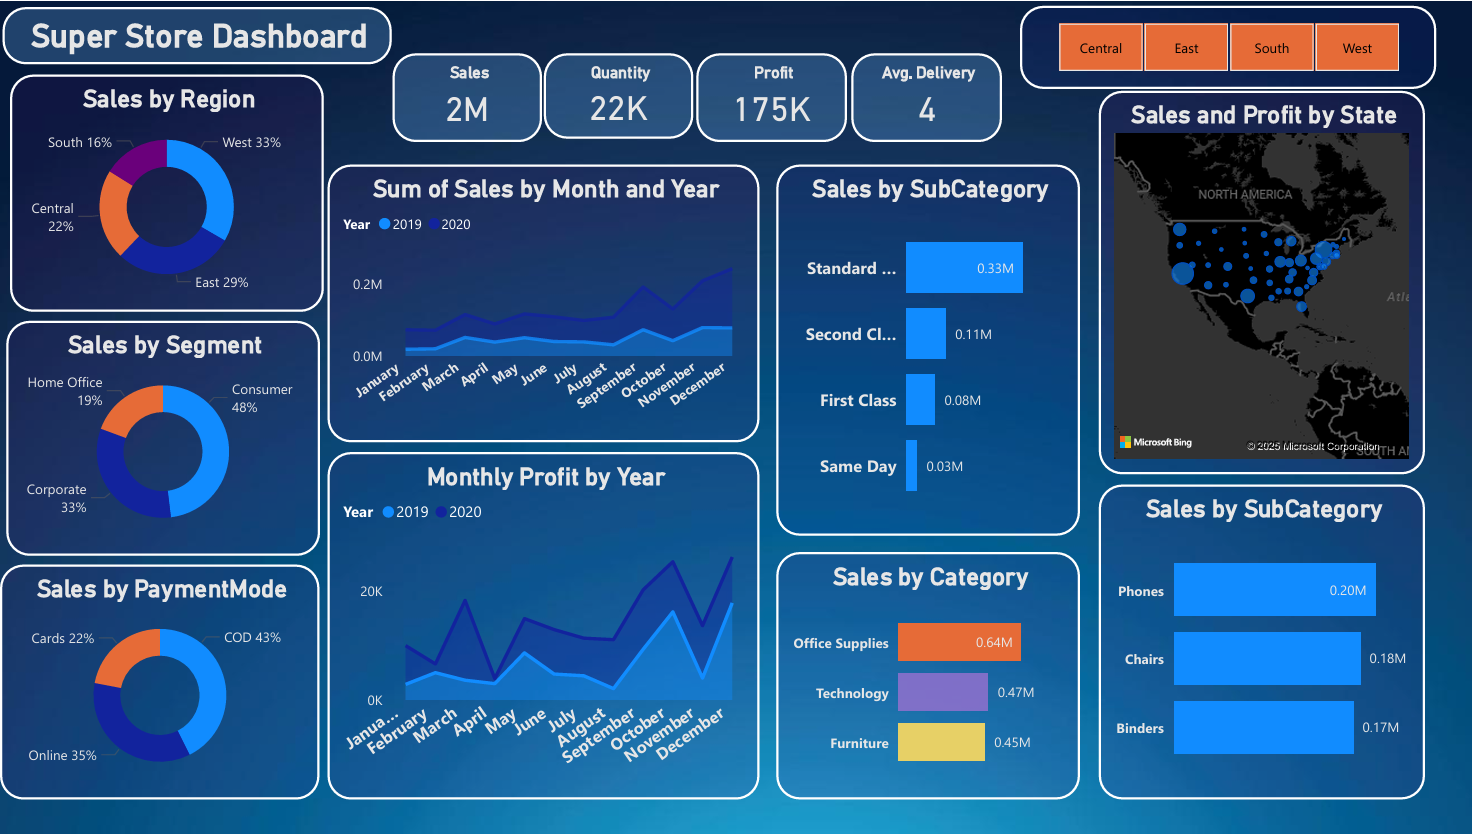 Super Store Dashboard
Sales
2M
Quantity
22K
Profit
175K
Avg. Delivery
4
Central
East
South
West
Sales by Region
South 16%
West 33%
Central
22%
East 29%
Sales by Segment
Home Office
19%
Consumer
48%
Corporate
33%
Sales by PaymentMode
Cards 22%
COD 43%
Online 35%
Sum of Sales by Month and Year
Year 2019 2020
0.2M
0.0M
January
February
March
April
May
June
July
August
September
October
November
December
Monthly Profit by Year
Year 2019 2020
20K
0K
Janua...
February
March
April
May
June
July
August
September
October
November
December
Sales by SubCategory
Standard ...
0.33M
Second Cl...
0.11M
First Class
0.08M
Same Day
0.03M
Sales by Category
Office Supplies
0.64M
Technology
0.47M
Furniture
0.45M
Sales and Profit by State
NORTH AMERICA
Atla
Microsoft Bing
© 2025 Microsoft Corporation
SOUTH AM
Sales by SubCategory
Phones
0.20M
Chairs
0.18M
Binders
0.17M